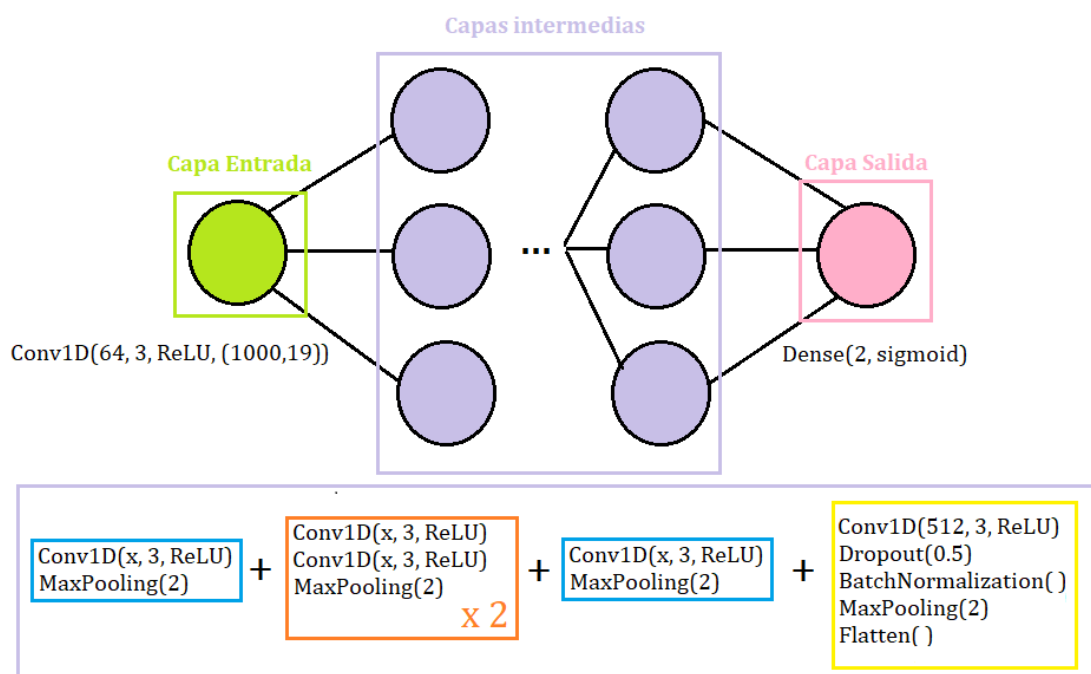 Capas intermedias
Capa Entrada
Capa Salida
...
Conv1D(64, 3, ReLU, (1000,19))
Dense(2, sigmoid)
Conv1D(x, 3, ReLU)
MaxPooling(2)
+
Conv1D(x, 3, ReLU)
Conv1D(x, 3, ReLU)
MaxPooling(2)
x 2
+
Conv1D(x, 3, ReLU)
MaxPooling(2)
+
Conv1D(512, 3, ReLU)
Dropout(0.5)
BatchNormalization( )
MaxPooling(2)
Flatten( )